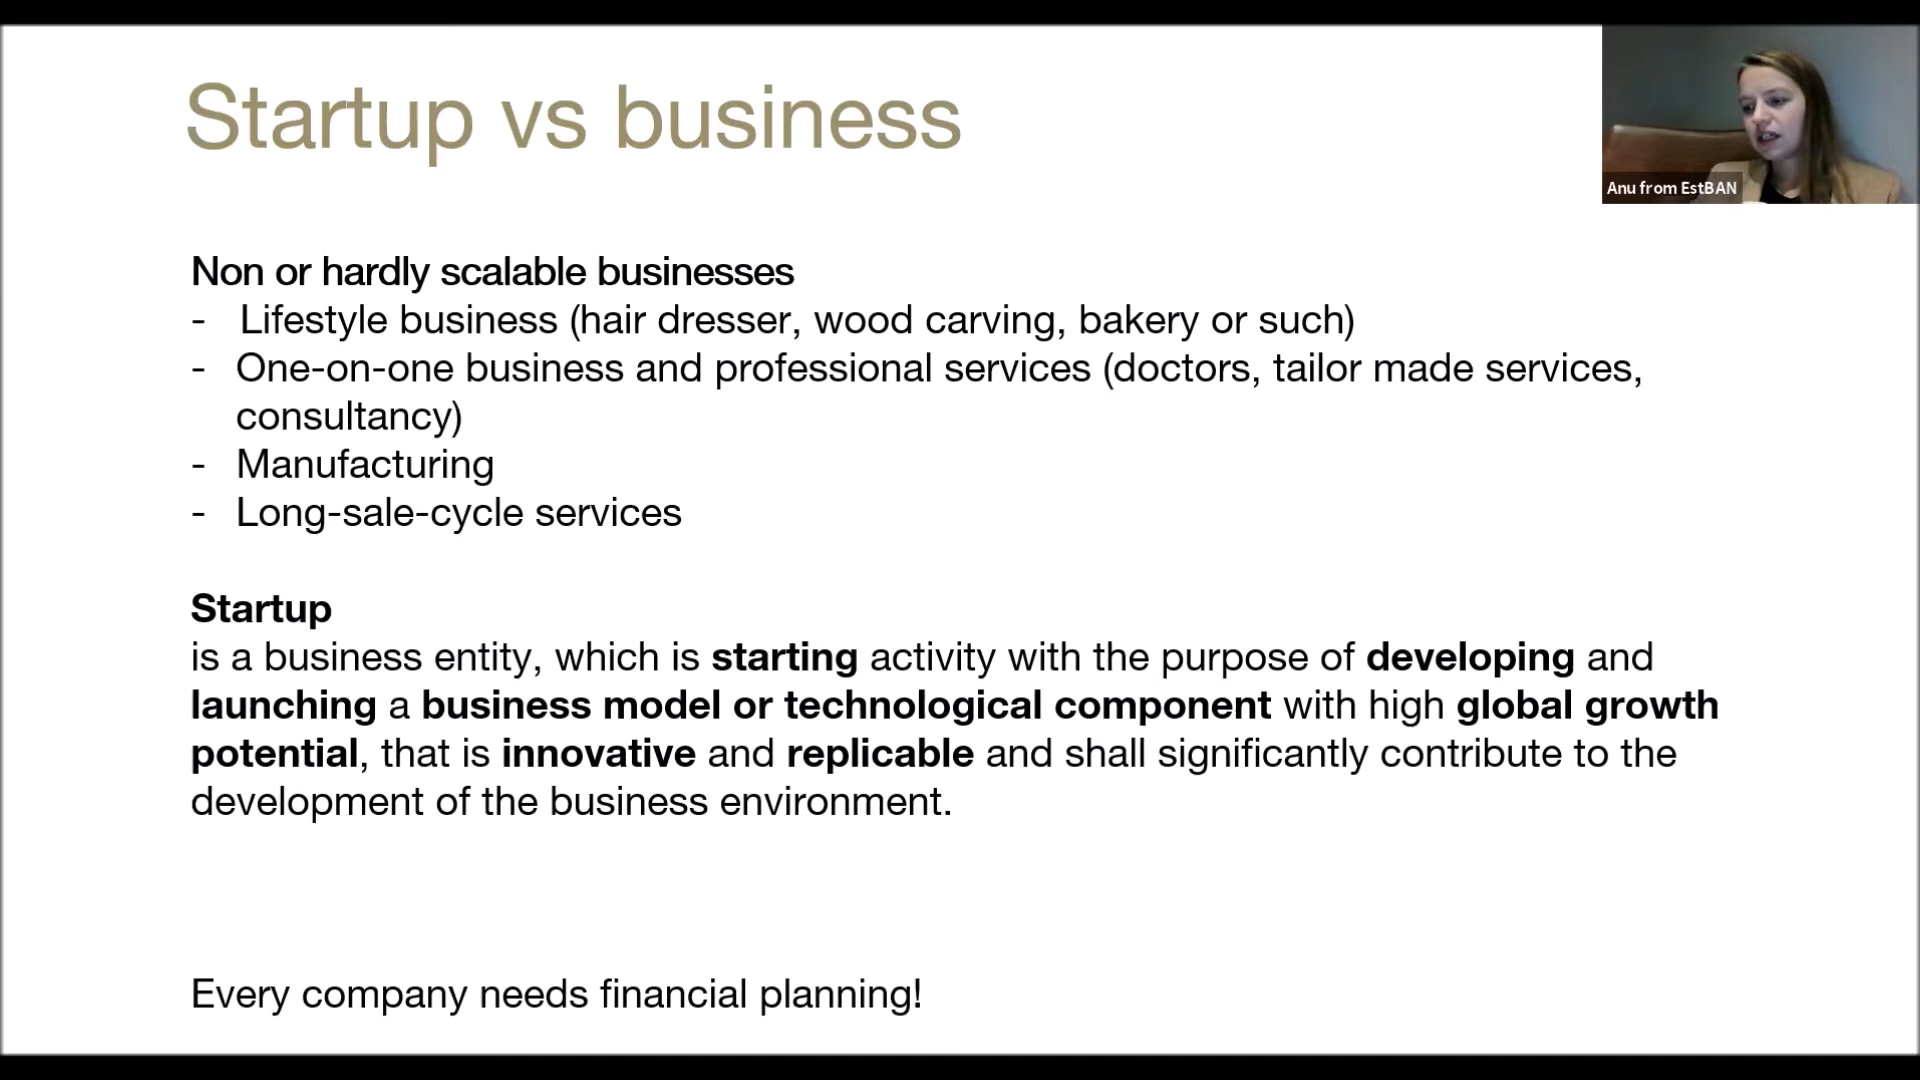 Startup vs business
Anu from EstBAN
Non or hardly scalable businesses
- Lifestyle business (hair dresser, wood carving, bakery or such)
- One-on-one business and professional services (doctors, tailor made services,
consultancy)
- Manufacturing
- Long-sale-cycle services
Startup
is a business entity, which is starting activity with the purpose of developing and
launching a business model or technological component with high global growth
potential, that is innovative and replicable and shall significantly contribute to the
development of the business environment.
Every company needs financial planning!